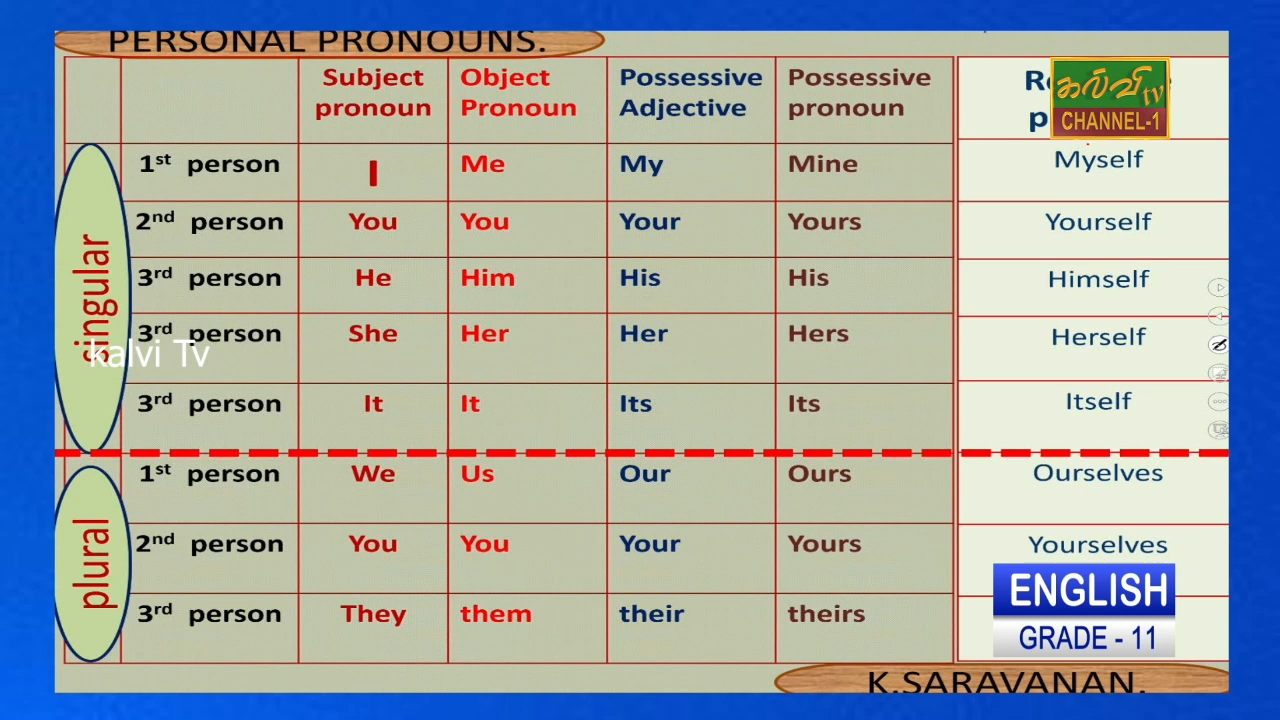 PERSONAL PRONOUNS.
Subject pronoun Object Pronoun Possessive Adjective Possessive pronoun
கல்வி tv
CHANNEL-1
singular
1st person I Me My Mine Myself
2nd person You You Your Yours Yourself
3rd person He Him His His Himself
3rd person She Her Her Hers Herself
kalvi Tv
3rd person It It Its Its Itself
plural
1st person We Us Our Ours Ourselves
2nd person You You Your Yours Yourselves
3rd person They them their theirs
ENGLISH
GRADE - 11
K.SARAVANAN.